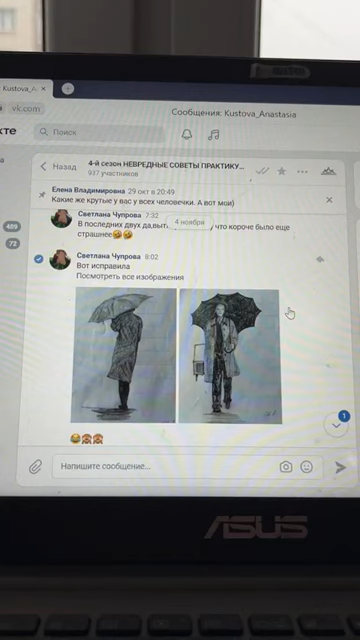 Kustova_A
vk.com
Сообщения: Kustova_Anastasia
кте
Поиск
Назад
4-й сезон НЕВРЕДНЫЕ СОВЕТЫ ПРАКТИКУ...
937 участников
Елена Владимировна 29 окт в 20:49
Какие же крутые у вас у всех человечки. А вот мои)
Светлана Чупрова 7:32
4 ноября
В последних двух да, что короче было еще
страшнее
Светлана Чупрова 8:02
Вот исправила
Посмотреть все изображения
72
1
Напишите сообщение...
ASUS